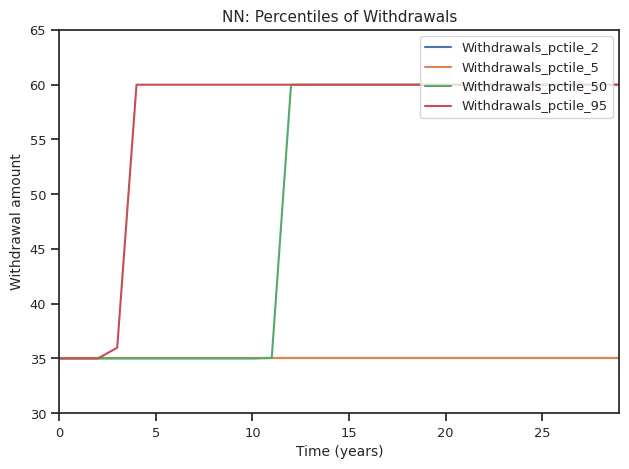 NN: Percentiles of Withdrawals
65
60
55
50
45
40
35
30
Withdrawal amount
Withdrawals_pctile_2
Withdrawals_pctile_5
Withdrawals_pctile_50
Withdrawals_pctile_95
0 5 10 15 20 25
Time (years)